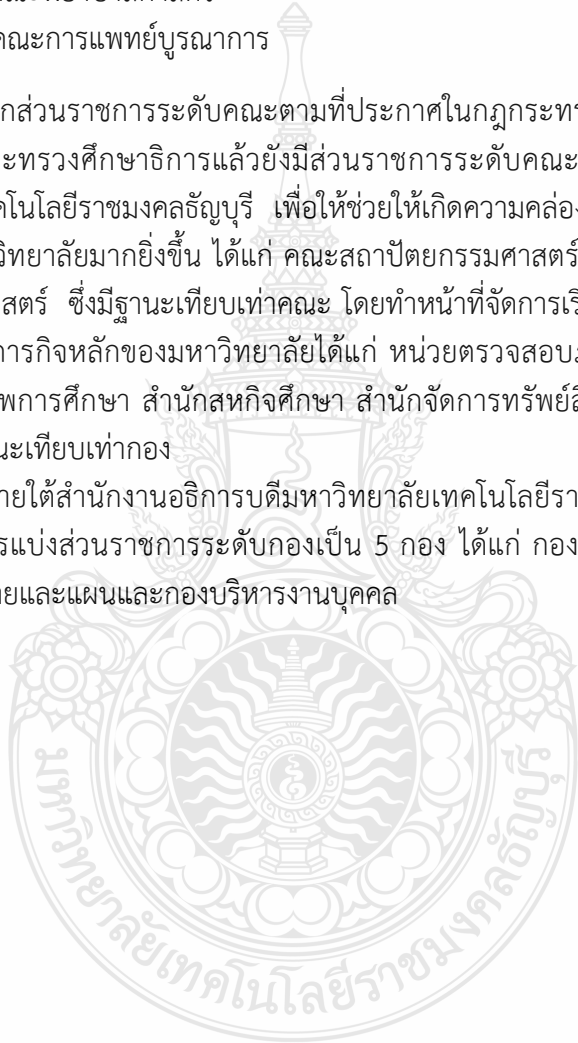 คณะการแพทย์บูรณาการ
กส่วนราชการระดับคณะตามที่ประกาศในกฎกระทร
ะทรวงศึกษาธิการแล้วยังมีส่วนราชการระดับคณะ
คโนโลยีราชมงคลธัญบุรี เพื่อให้ช่วยให้เกิดความคล่อง
วิทยาลัยมากยิ่งขึ้น ได้แก่ คณะสถาปัตยกรรมศาสตร์
สตร์ ซึ่งมีฐานะเทียบเท่าคณะ โดยทำหน้าที่จัดการเรี
ารกิจหลักของมหาวิทยาลัยได้แก่ หน่วยตรวจสอบภ
พการศึกษา สำนักสหกิจศึกษา สำนักจัดการทรัพย์สิ
นะเทียบเท่ากอง
ายใต้สำนักงานอธิการบดีมหาวิทยาลัยเทคโนโลยีรา
รแบ่งส่วนราชการระดับกองเป็น 5 กอง ได้แก่ กอง
ายและแผนและกองบริหารงานบุคคล
มหาวิทยาลัยเทคโนโลยีราชมงคลธัญบุรี